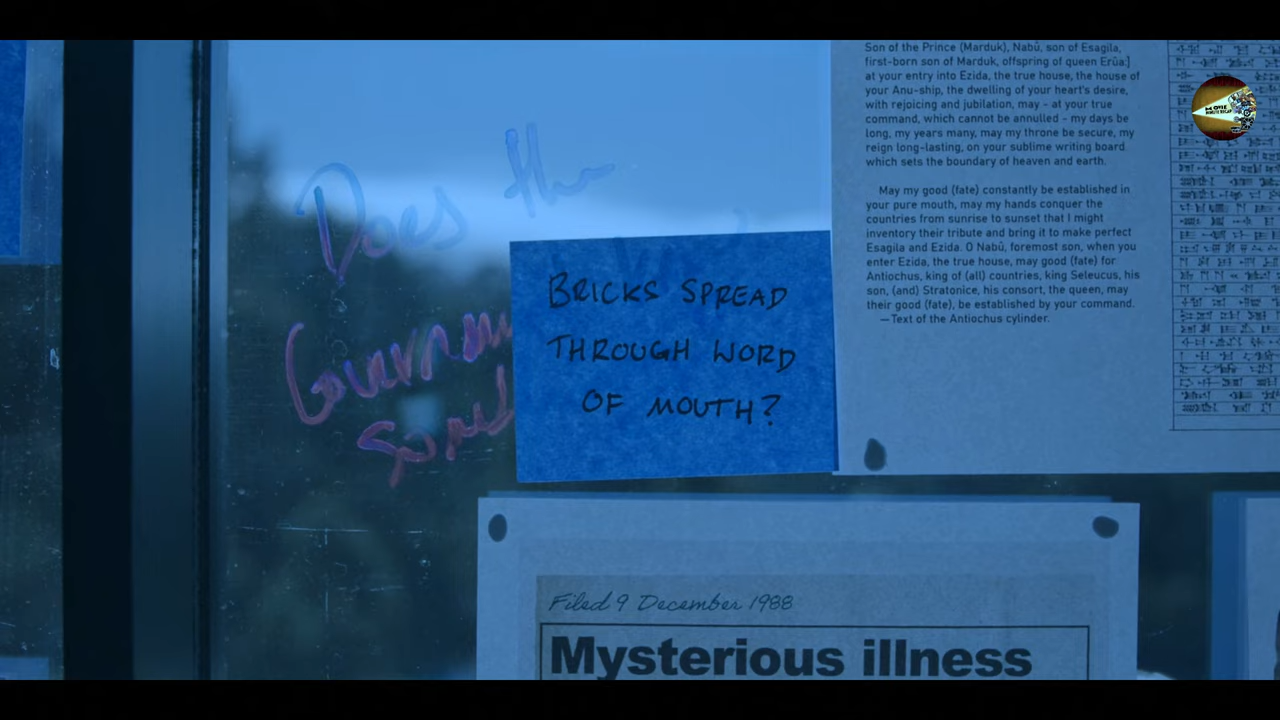 Son of the Prince (Marduk), Nabû, son of Esagila,
first-born son of Marduk, offspring of queen Erûa:]
at your entry into Ezida, the true house, the house of
your Anu-ship, the dwelling of your heart's desire,
with rejoicing and jubilation, may – at your true
command, which cannot be annulled – my days be
long, my years many, may my throne be secure, my
reign long-lasting, on your sublime writing board
which sets the boundary of heaven and earth.
May my good (fate) constantly be established in
your pure mouth, may my hands conquer the
countries from sunrise to sunset that I might
inventory their tribute and bring it to make perfect
Esagila and Ezida. O Nabû, foremost son, when you
enter Ezida, the true house, may good (fate) for
Antiochus, king of (all) countries, king Seleucus, his
son, (and) Stratonice, his consort, the queen, may
their good (fate), be established by your command.
—Text of the Antiochus cylinder.
Does the
BRICKS SPREAD
THROUGH WORD
OF MOUTH?
Filed 9 December 1988
Mysterious illness